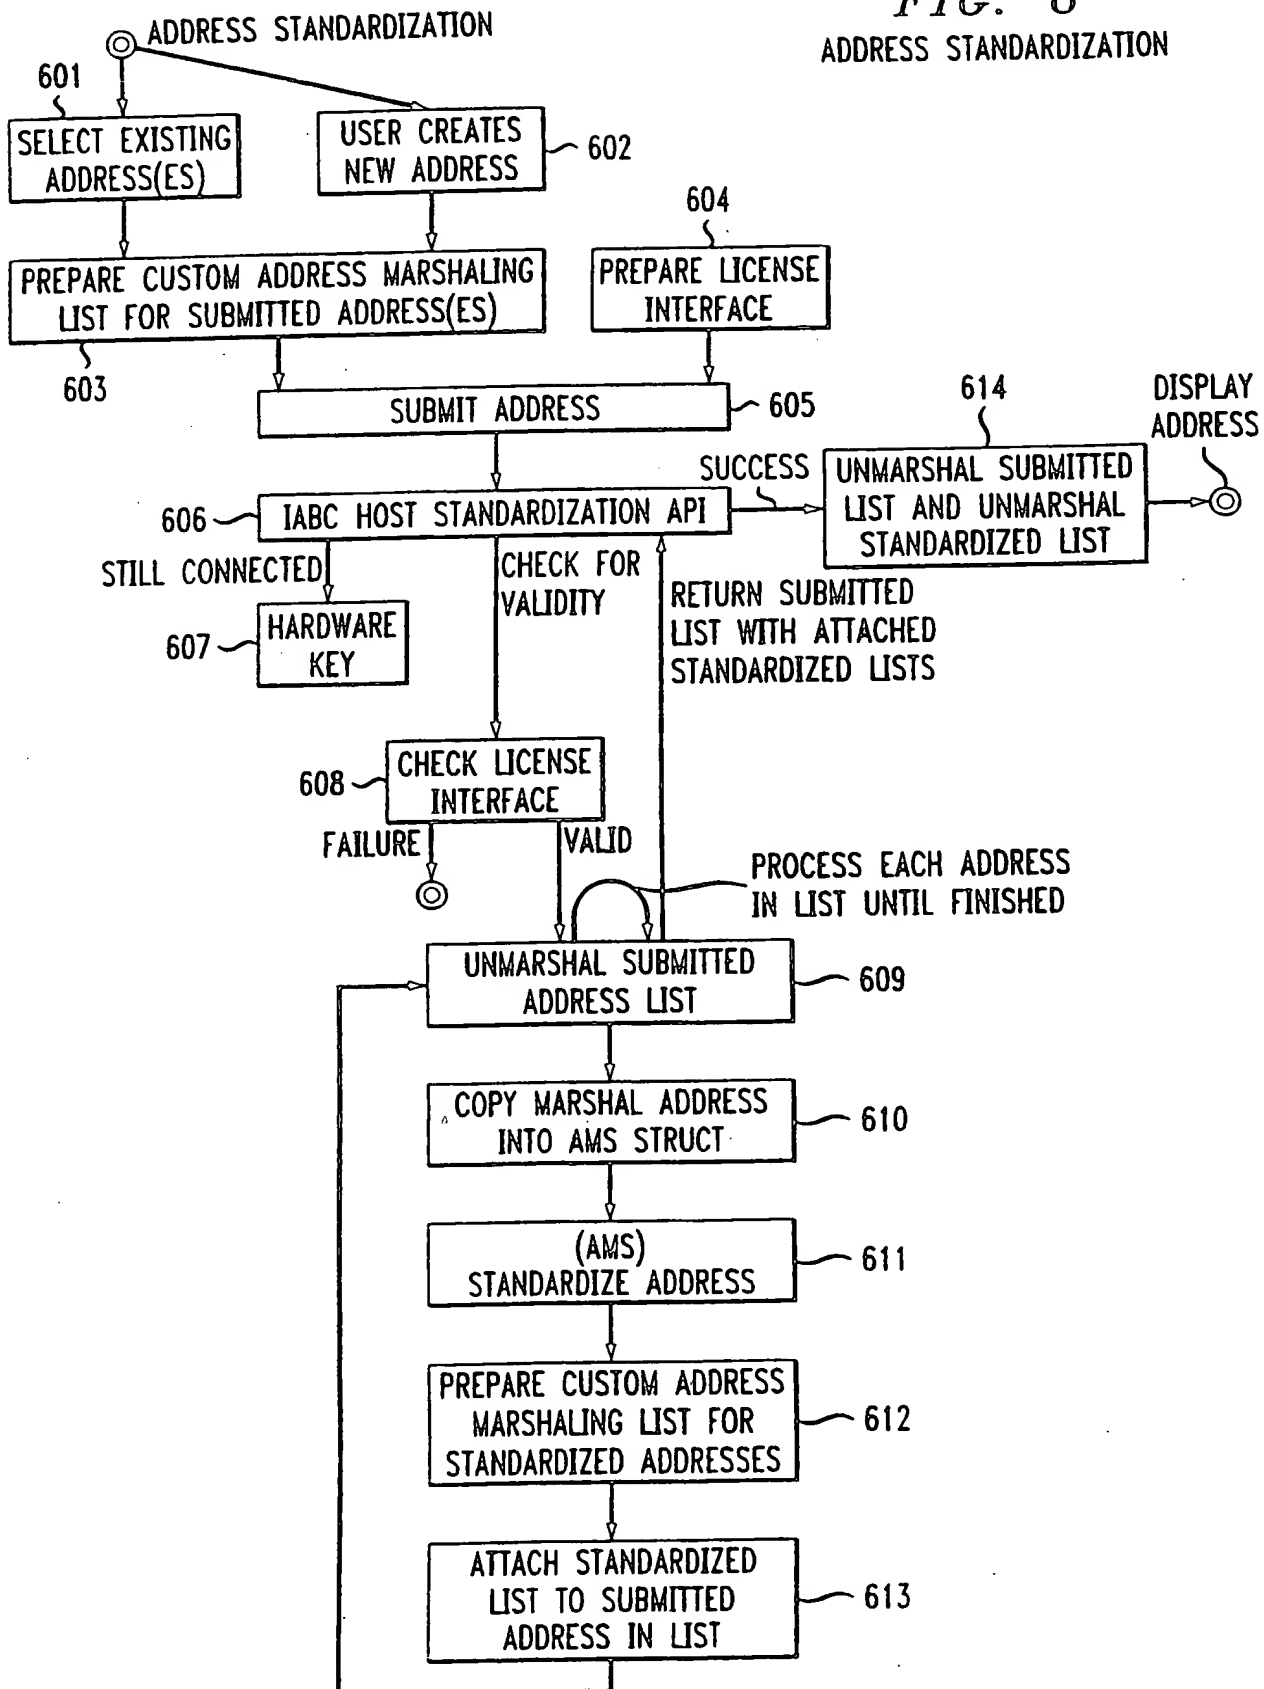 FIG. 6
ADDRESS STANDARDIZATION
ADDRESS STANDARDIZATION
601
SELECT EXISTING
ADDRESS(ES)
USER CREATES
NEW ADDRESS
602
PREPARE CUSTOM ADDRESS MARSHALING
LIST FOR SUBMITTED ADDRESS(ES)
603
604
PREPARE LICENSE
INTERFACE
SUBMIT ADDRESS
605
606
IABC HOST STANDARDIZATION API
SUCCESS
614
UNMARSHAL SUBMITTED
LIST AND UNMARSHAL
STANDARDIZED LIST
DISPLAY
ADDRESS
STILL CONNECTED
607
HARDWARE
KEY
CHECK FOR
VALIDITY
RETURN SUBMITTED
LIST WITH ATTACHED
STANDARDIZED LISTS
608
CHECK LICENSE
INTERFACE
FAILURE
VALID
PROCESS EACH ADDRESS
IN LIST UNTIL FINISHED
UNMARSHAL SUBMITTED
ADDRESS LIST
609
COPY MARSHAL ADDRESS
INTO AMS STRUCT
610
(AMS)
STANDARDIZE ADDRESS
611
PREPARE CUSTOM ADDRESS
MARSHALING LIST FOR
STANDARDIZED ADDRESSES
612
ATTACH STANDARDIZED
LIST TO SUBMITTED
ADDRESS IN LIST
613